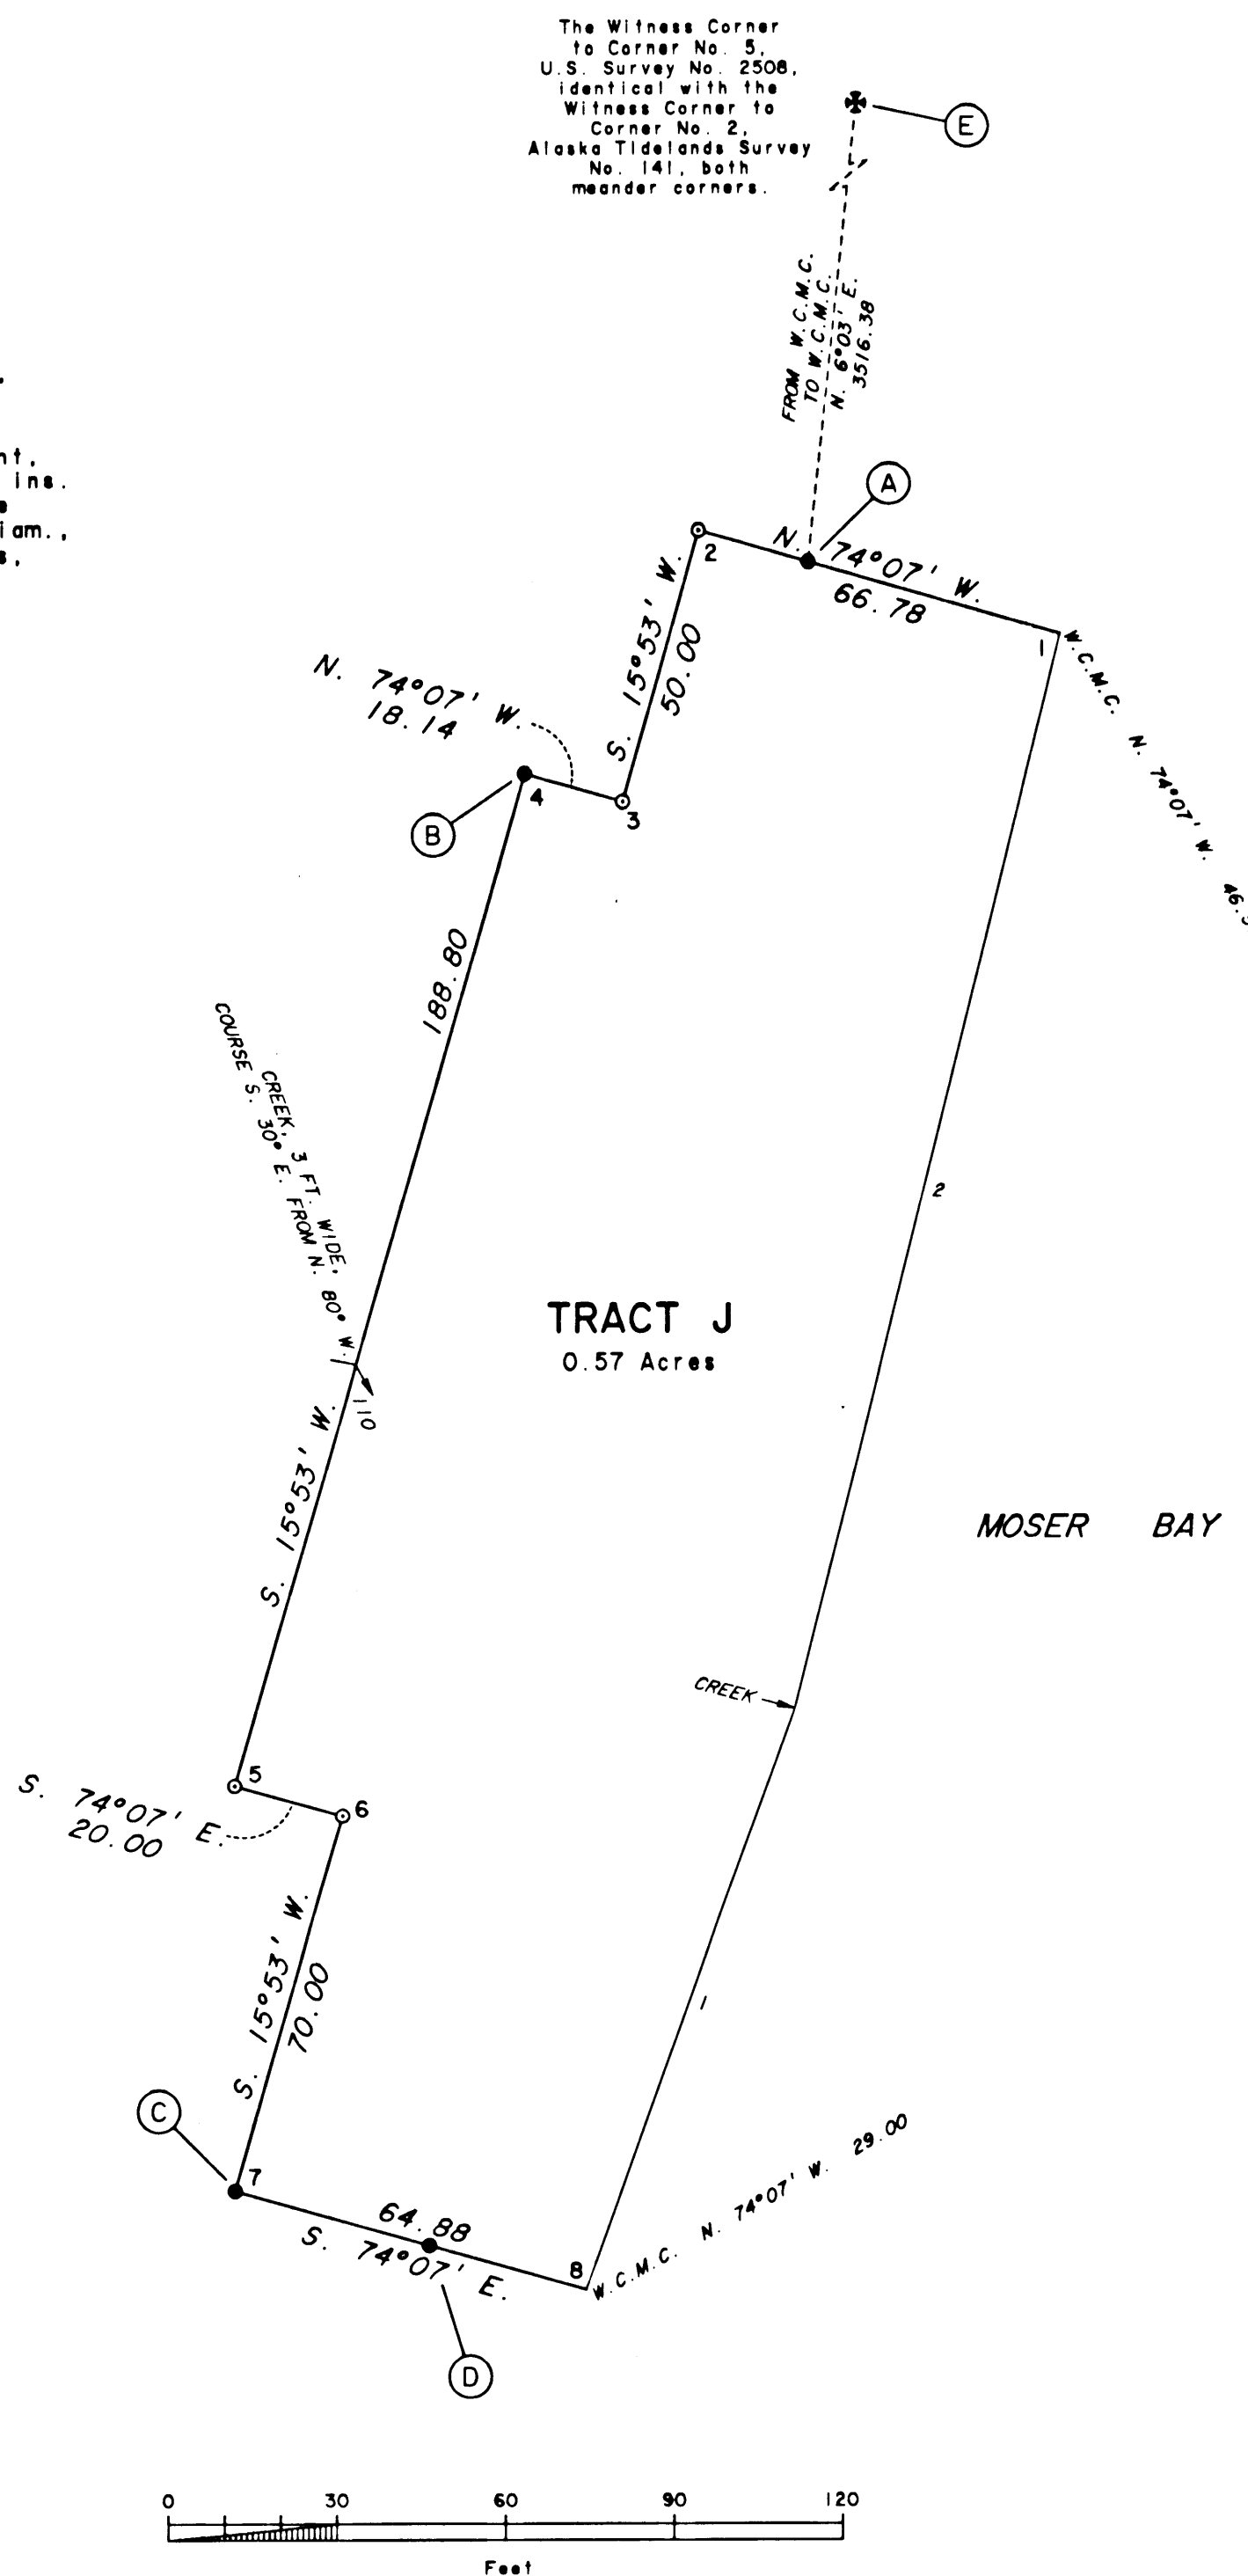 The Witness Corner
to Corner No. 5,
U.S. Survey No. 2508,
identical with the
Witness Corner to
Corner No. 2,
Alaska Tidelands Survey
No. 141, both
meander corners.
E
FROM W.C.M.C.
TO W.C.M.C.
N. 6°03' E.
3516.38
nt,
ins.
iam.,
A
N. 74°07' W.
66.78
2
1
W.C.M.C. N. 74°07' W. 46.
S. 15°53' W.
50.00
N. 74°07' W.
18.14
4
3
B
188.80
COURSE S. 30° E. FROM N. 80° W.
CREEK, 3 FT. WIDE,
110
S. 15°53' W.
2
TRACT J
0.57 Acres
MOSER BAY
CREEK
5
6
S. 74°07' E.
20.00
S. 15°53' W.
70.00
1
C
7
64.88
S. 74°07' E.
8
W.C.M.C. N. 74°07' W. 29.00
D
0 30 60 90 120
Feet